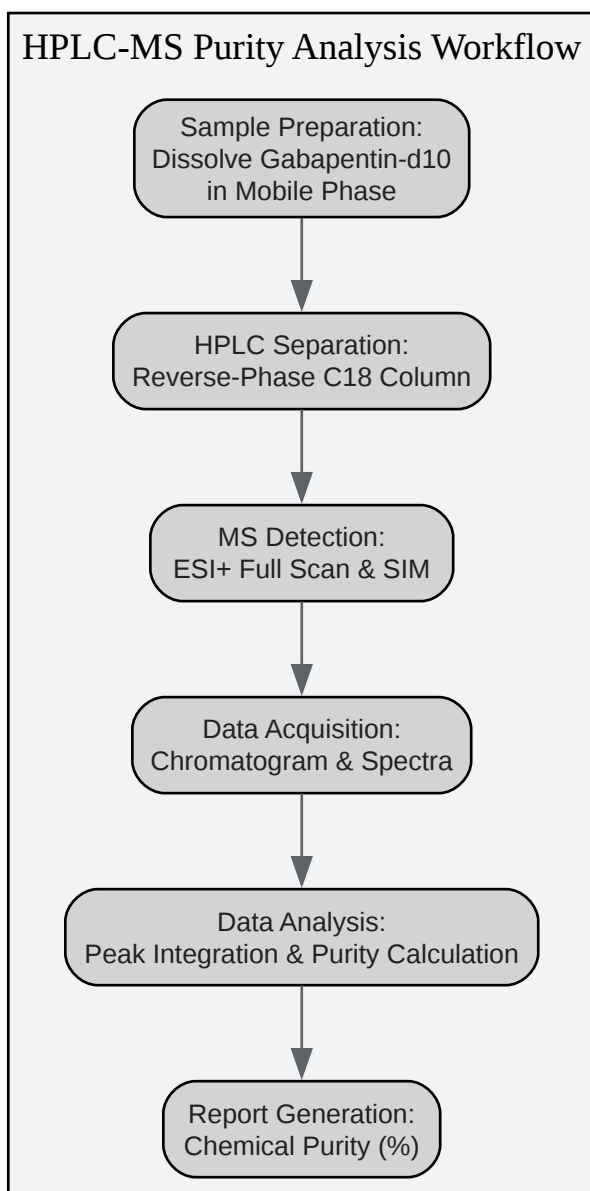 HPLC-MS Purity Analysis Workflow
Sample Preparation:
Dissolve Gabapentin-d10
in Mobile Phase
HPLC Separation:
Reverse-Phase C18 Column
MS Detection:
ESI+ Full Scan & SIM
Data Acquisition:
Chromatogram & Spectra
Data Analysis:
Peak Integration & Purity Calculation
Report Generation:
Chemical Purity (%)